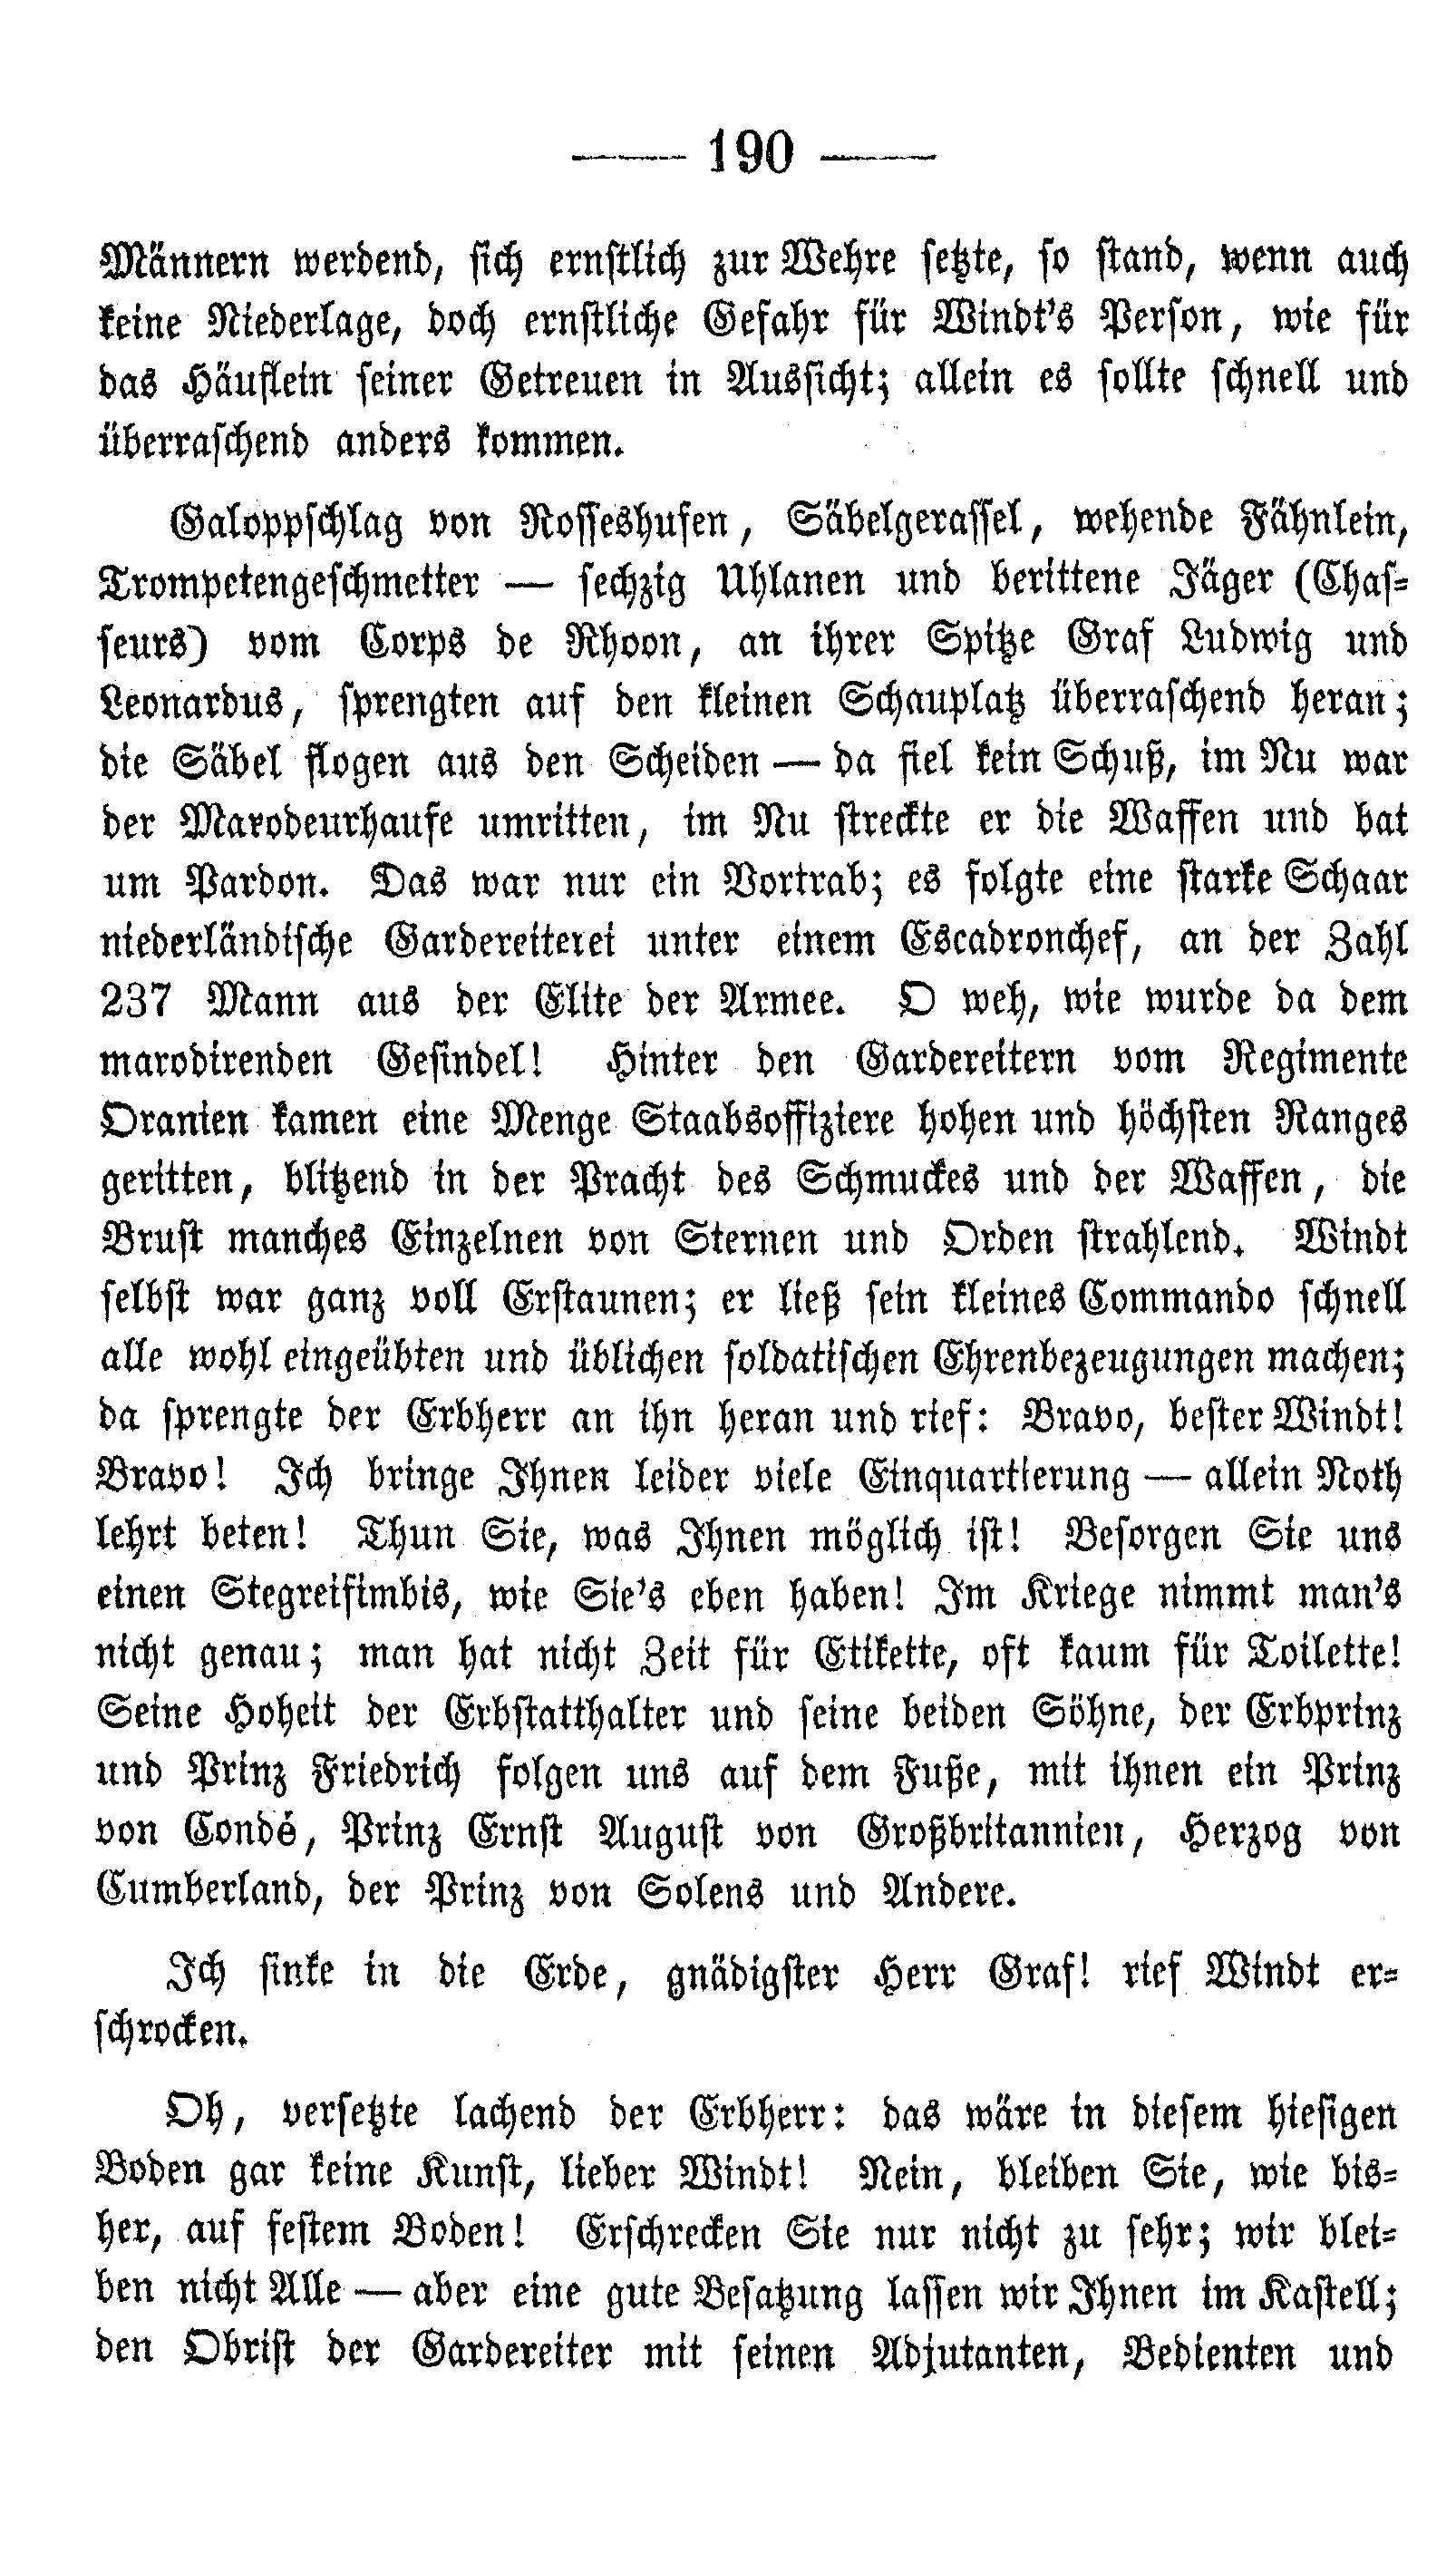 — 190 —
Männern werdend, sich ernstlich zur Wehre setzte, so stand, wenn auch
keine Niederlage, doch ernstliche Gefahr für Windt's Person, wie für
das Häuflein seiner Getreuen in Aussicht; allein es sollte schnell und
überraschend anders kommen.
Galoppschlag von Rosseshufen, Säbelgerassel, wehende Fähnlein,
Trompetengeschmetter — sechzig Uhlanen und berittene Jäger (Chas-
seurs) vom Corps de Rhoon, an ihrer Spitze Graf Ludwig und
Leonardus, sprengten auf den kleinen Schauplatz überraschend heran;
die Säbel flogen aus den Scheiden — da fiel kein Schuß, im Nu war
der Marodeurhaufe umritten, im Nu streckte er die Waffen und bat
um Pardon. Das war nur ein Vortrab; es folgte eine starke Schaar
niederländische Gardereiterei unter einem Escadronchef, an der Zahl
237 Mann aus der Elite der Armee. O weh, wie wurde da dem
marodirenden Gesindel! Hinter den Gardereitern vom Regimente
Oranien kamen eine Menge Staabsoffiziere hohen und höchsten Ranges
geritten, blitzend in der Pracht des Schmuckes und der Waffen, die
Brust manches Einzelnen von Sternen und Orden strahlend. Windt
selbst war ganz voll Erstaunen; er ließ sein kleines Commando schnell
alle wohl eingeübten und üblichen soldatischen Ehrenbezeugungen machen;
da sprengte der Erbherr an ihn heran und rief: Bravo, bester Windt!
Bravo! Ich bringe Ihnen leider viele Einquartierung — allein Noth
lehrt beten! Thun Sie, was Ihnen möglich ist! Besorgen Sie uns
einen Stegreifimbis, wie Sie's eben haben! Im Kriege nimmt man's
nicht genau; man hat nicht Zeit für Etikette, oft kaum für Toilette!
Seine Hoheit der Erbstatthalter und seine beiden Söhne, der Erbprinz
und Prinz Friedrich folgen uns auf dem Fuße, mit ihnen ein Prinz
von Condé, Prinz Ernst August von Großbritannien, Herzog von
Cumberland, der Prinz von Solens und Andere.
Ich sinke in die Erde, gnädigster Herr Graf! rief Windt er-
schrocken.
Oh, versetzte lachend der Erbherr: das wäre in diesem hiesigen
Boden gar keine Kunst, lieber Windt! Nein, bleiben Sie, wie bis-
her, auf festem Boden! Erschrecken Sie nur nicht zu sehr; wir blei-
ben nicht Alle — aber eine gute Besatzung lassen wir Ihnen im Kastell;
den Obrist der Gardereiter mit seinen Adjutanten, Bedienten und